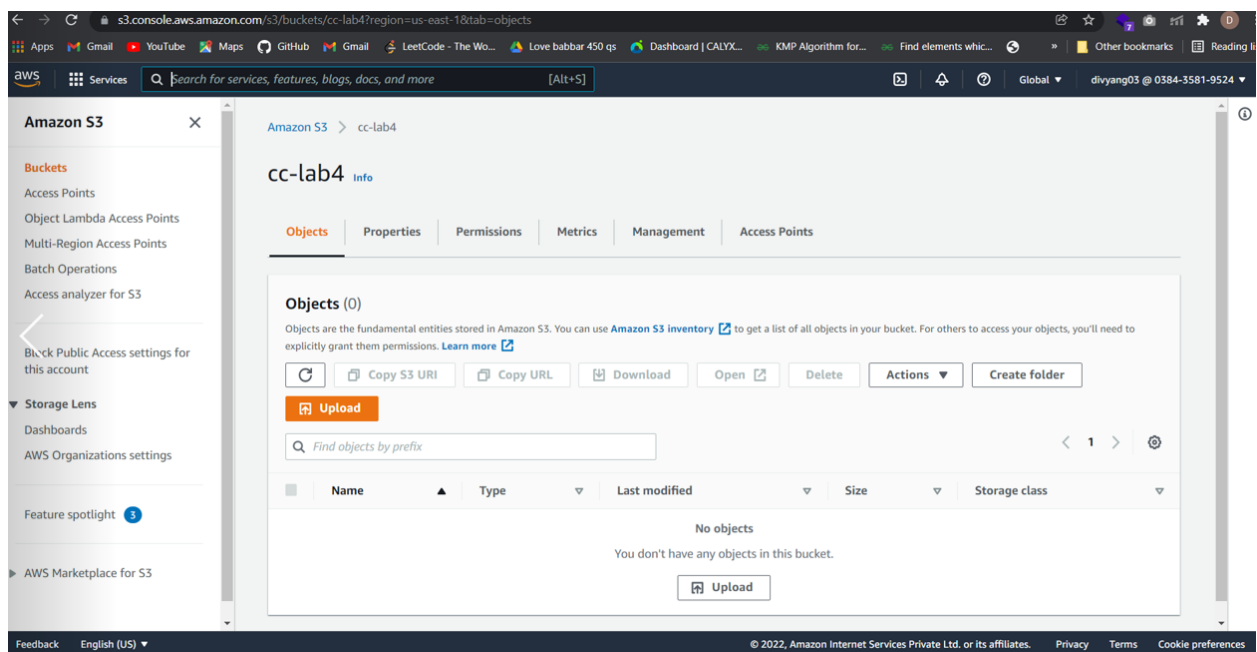 s3.console.aws.amazon.com/s3/buckets/cc-lab4?region=us-east-1&tab=objects
7 D
Apps Gmail YouTube Maps GitHub Gmail LeetCode - The Wo... Love babbar 450 qs Dashboard | CALYX... KMP Algorithm for... Find elements whic... » Other bookmarks Reading li
aws Services Search for services, features, blogs, docs, and more [Alt+S] Global ▼ divyang03 @ 0384-3581-9524 ▼
Amazon S3
Buckets
Access Points
Object Lambda Access Points
Multi-Region Access Points
Batch Operations
Access analyzer for S3
Block Public Access settings for
this account
Storage Lens
Dashboards
AWS Organizations settings
Feature spotlight 3
AWS Marketplace for S3
Amazon S3 > cc-lab4
cc-lab4 Info
Objects Properties Permissions Metrics Management Access Points
Objects (0)
Objects are the fundamental entities stored in Amazon S3. You can use Amazon S3 inventory to get a list of all objects in your bucket. For others to access your objects, you'll need to
explicitly grant them permissions. Learn more
Copy S3 URI Copy URL Download Open Delete Actions ▼ Create folder
Upload
Find objects by prefix < 1 >
Name Type Last modified Size Storage class
No objects
You don't have any objects in this bucket.
Upload
Feedback English (US) ▼ © 2022, Amazon Internet Services Private Ltd. or its affiliates. Privacy Terms Cookie preferences